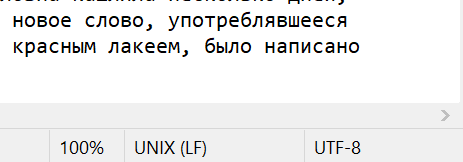 новое слово, употреблявшееся
красным лакеем, было написано
100% UNIX (LF) UTF-8